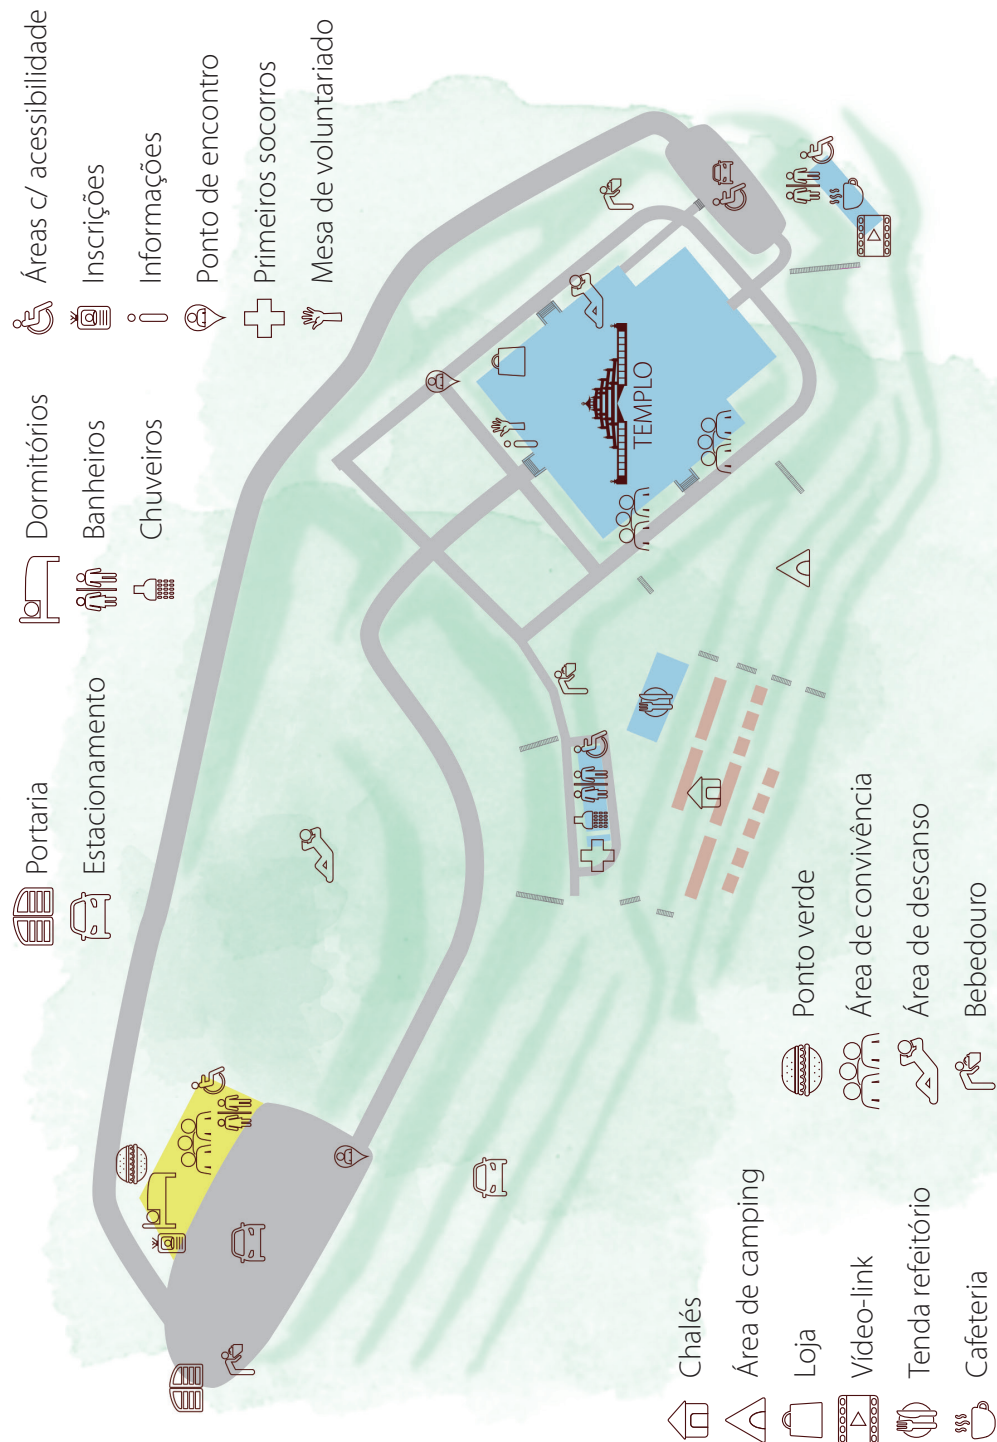 Portaria
Estacionamento
Dormitórios
Banheiros
Chuveiros
Áreas c/ acessibilidade
Inscrições
Informações
Ponto de encontro
Primeiros socorros
Mesa de voluntariado
TEMPLO
Chalés
Área de camping
Loja
Vídeo-link
Tenda refeitório
Cafeteria
Ponto verde
Área de convivência
Área de descanso
Bebedouro